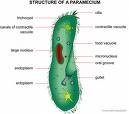 STRUCTURE OF A PARAMECIUM
cilia
trichocyst
canals of contractile vacuole
contractile vacuole
food vacuole
large nucleus
micronucleus
oral groove
endoplasm
gullet
ectoplasm